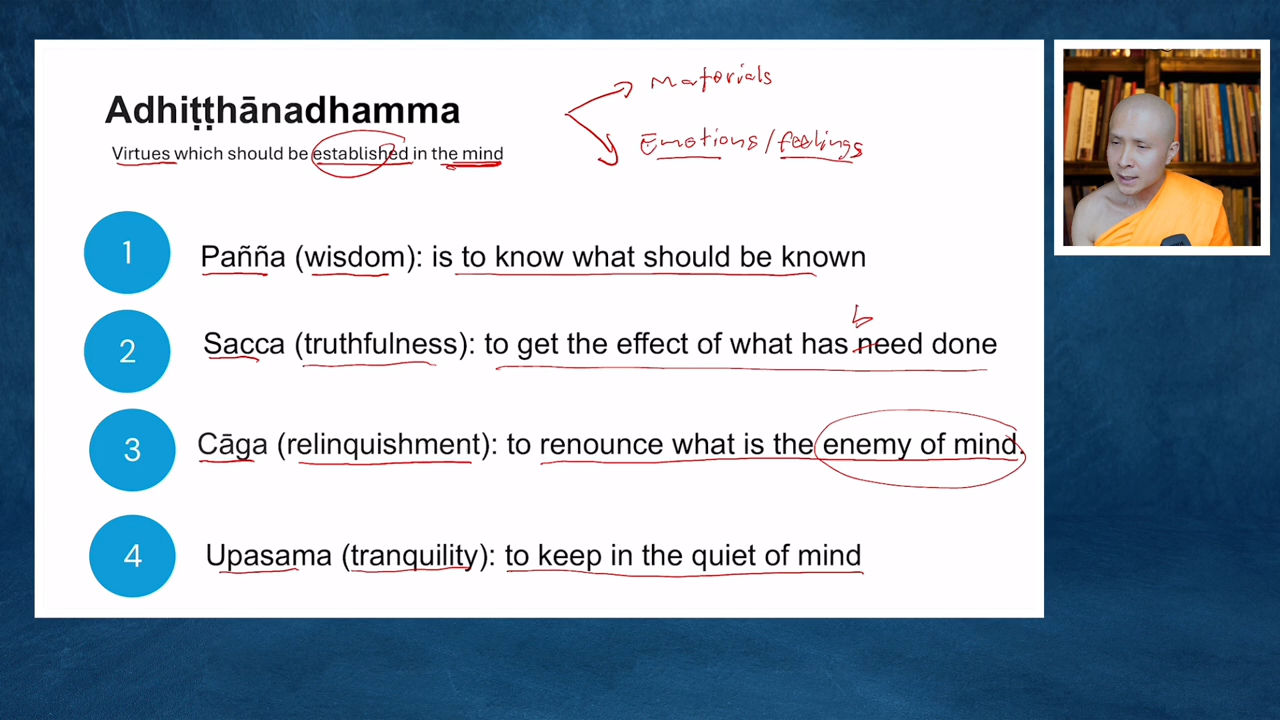 Adhiṭṭhānadhamma
Materials
Virtues which should be established in the mind
Emotions/feelings
1
Paññā (wisdom): is to know what should be known
b
2
Sacca (truthfulness): to get the effect of what has need done
3
Cāga (relinquishment): to renounce what is the enemy of mind.
4
Upasama (tranquility): to keep in the quiet of mind